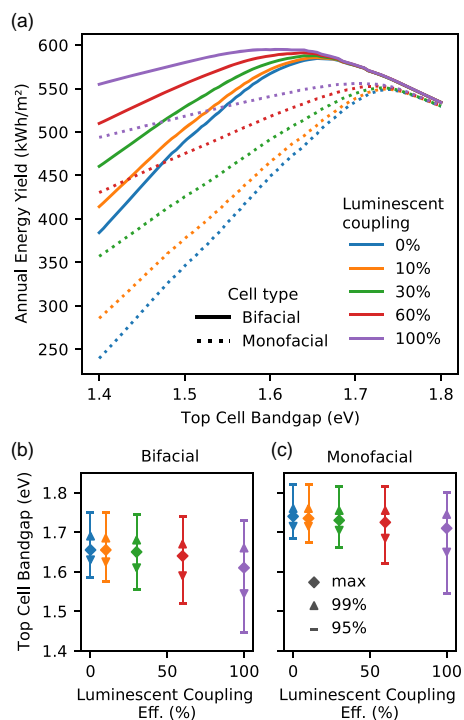 (a)
600
550
500
450
400
350
300
250
Annual Energy Yield (kWh/m²)
Luminescent
coupling
0%
10%
30%
60%
100%
Cell type
Bifacial
Monofacial
1.4 1.5 1.6 1.7 1.8
Top Cell Bandgap (eV)
(b) Bifacial
(c) Monofacial
Top Cell Bandgap (eV)
1.8
1.7
1.6
1.5
1.4
max
99%
95%
0 50 100
0 50 100
Luminescent Coupling
Eff. (%)
Luminescent Coupling
Eff. (%)